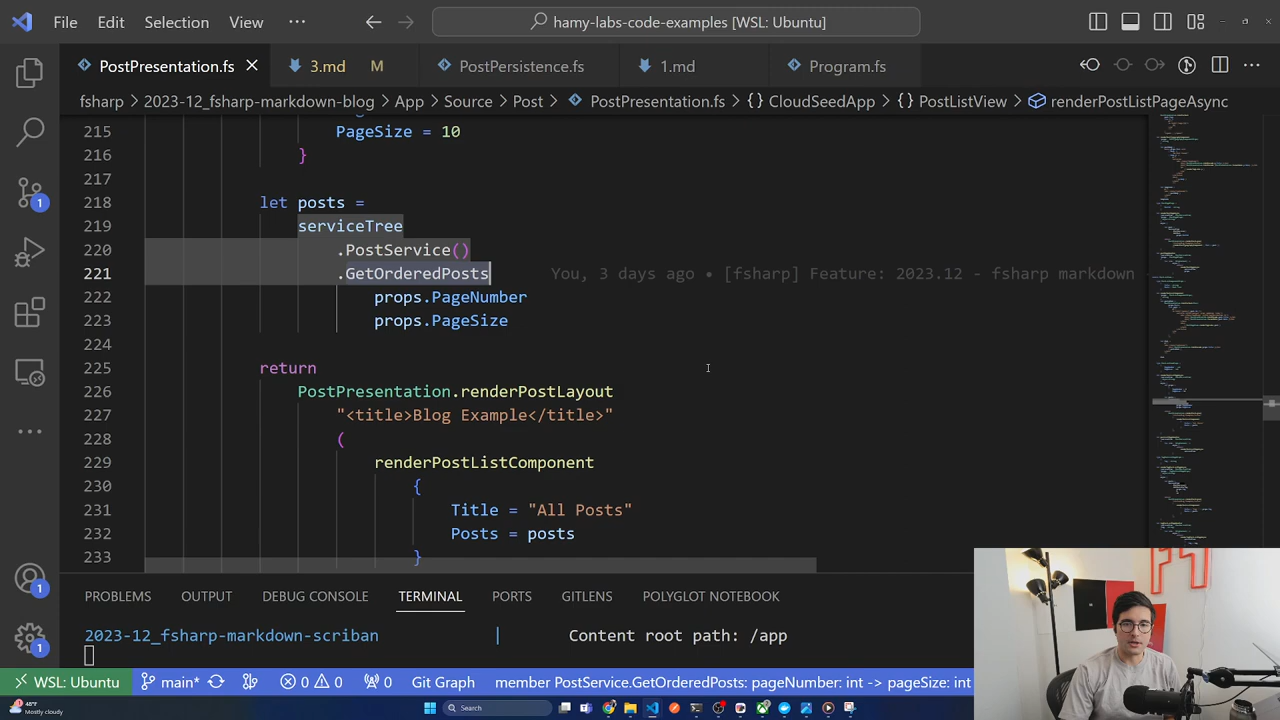 File Edit Selection View ··· hamy-labs-code-examples [WSL: Ubuntu]
PostPresentation.fs 3.md M PostPersistence.fs 1.md Program.fs
fsharp > 2023-12_fsharp-markdown-blog > App > Source > Post > PostPresentation.fs > {} CloudSeedApp > {} PostListView > renderPostListPageAsync
215 PageSize = 10
216 }
217
218 let posts =
219 serviceTree
220 .PostService()
221 .GetOrderedPosts , 3 days ago • [fsharp] feature: 12 - fsharp markdown
222 props.PageNumber
223 props.PageSize
224
225 return
226 PostPresentation.renderPostLayout
227 "<title>Blog Example</title>"
228 (
229 renderPostListComponent
230 {
231 Title = "All Posts"
232 Posts = posts
233 }
PROBLEMS OUTPUT DEBUG CONSOLE TERMINAL PORTS GITLENS POLYGLOT NOTEBOOK
2023-12_fsharp-markdown-scriban | Content root path: /app
1
1
1
WSL: Ubuntu main* 0 0 0 Git Graph member PostService.GetOrderedPosts: pageNumber: int -> pageSize: int
48°F
Mostly cloudy
Search